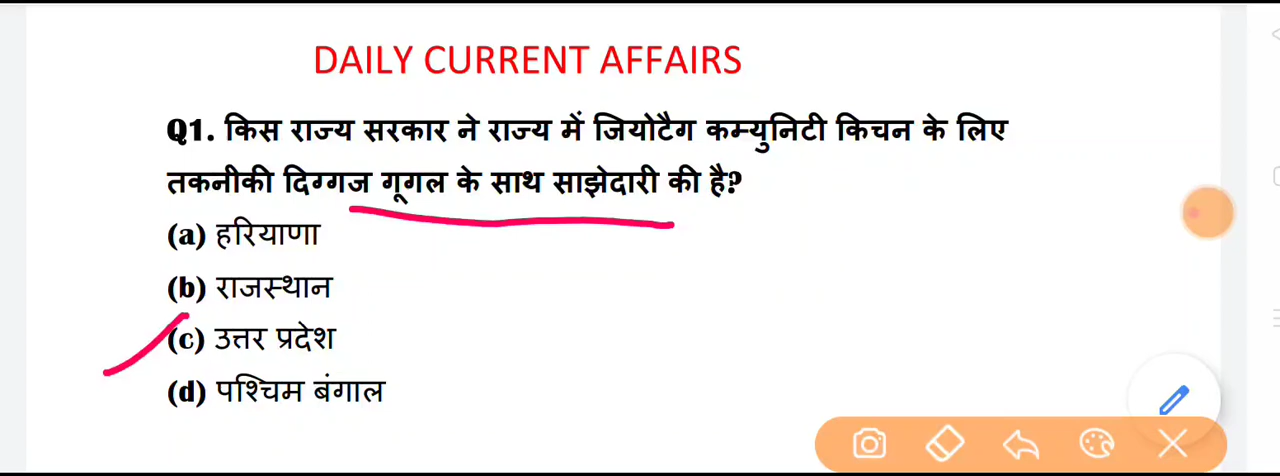 DAILY CURRENT AFFAIRS
Q1. किस राज्य सरकार ने राज्य में जियोटैग कम्युनिटी किचन के लिए
तकनीकी दिग्गज गूगल के साथ साझेदारी की है?
(a) हरियाणा
(b) राजस्थान
(c) उत्तर प्रदेश
(d) पश्चिम बंगाल